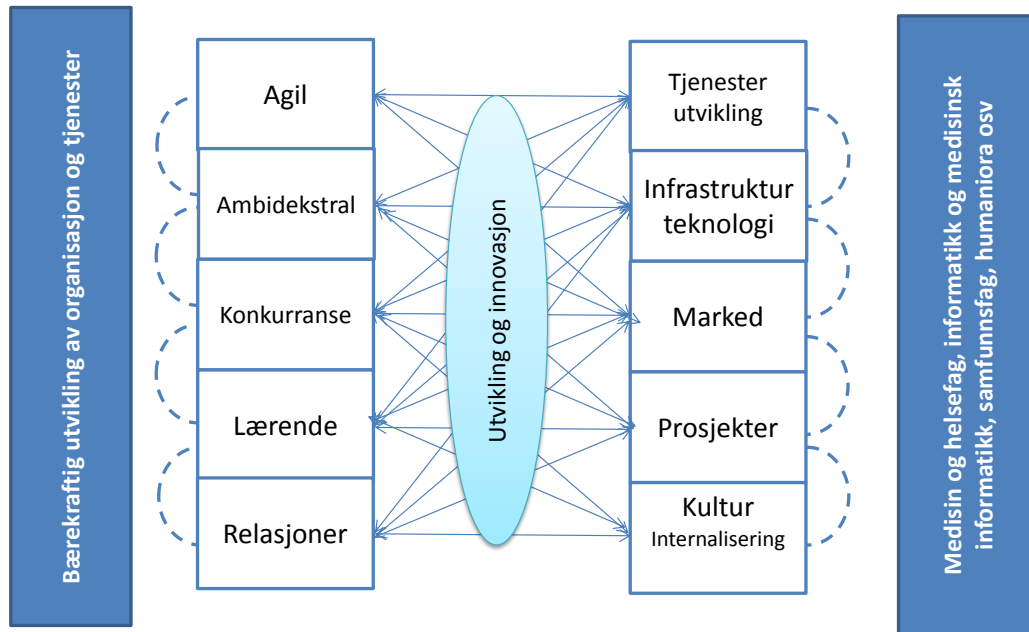 Bærekraftig utvikling av organisasjon og tjenester
Agil
Ambidekstral
Konkurranse
Lærende
Relasjoner
Utvikling og innovasjon
Tjenester
utvikling
Infrastruktur
teknologi
Marked
Prosjekter
Kultur
Internalisering
Medisin og helsefag, informatikk og medisinsk
informatikk, samfunnsfag, humaniora osv